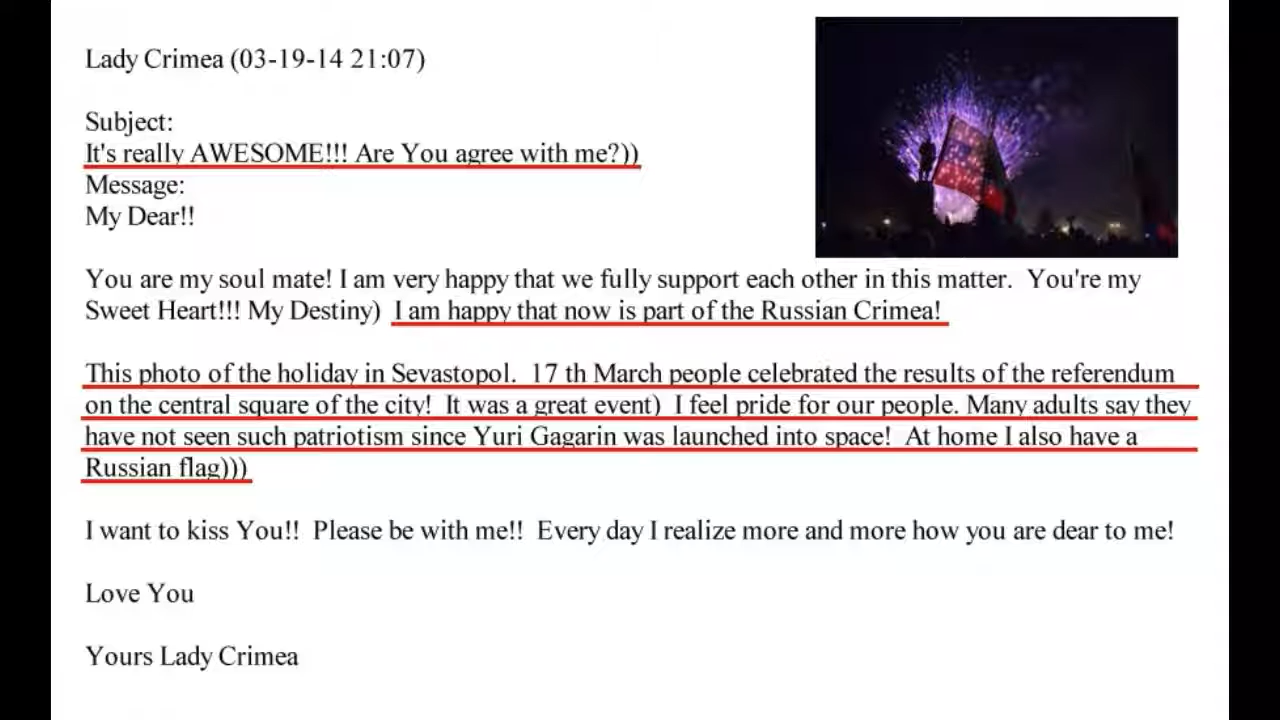 Lady Crimea (03-19-14 21:07)
Subject:
It's really AWESOME!!! Are You agree with me?))
Message:
My Dear!!
You are my soul mate! I am very happy that we fully support each other in this matter.  You're my
Sweet Heart!!! My Destiny)  I am happy that now is part of the Russian Crimea!
This photo of the holiday in Sevastopol.  17 th March people celebrated the results of the referendum
on the central square of the city!  It was a great event)  I feel pride for our people. Many adults say they
have not seen such patriotism since Yuri Gagarin was launched into space!  At home I also have a
Russian flag)))
I want to kiss You!!  Please be with me!!  Every day I realize more and more how you are dear to me!
Love You
Yours Lady Crimea